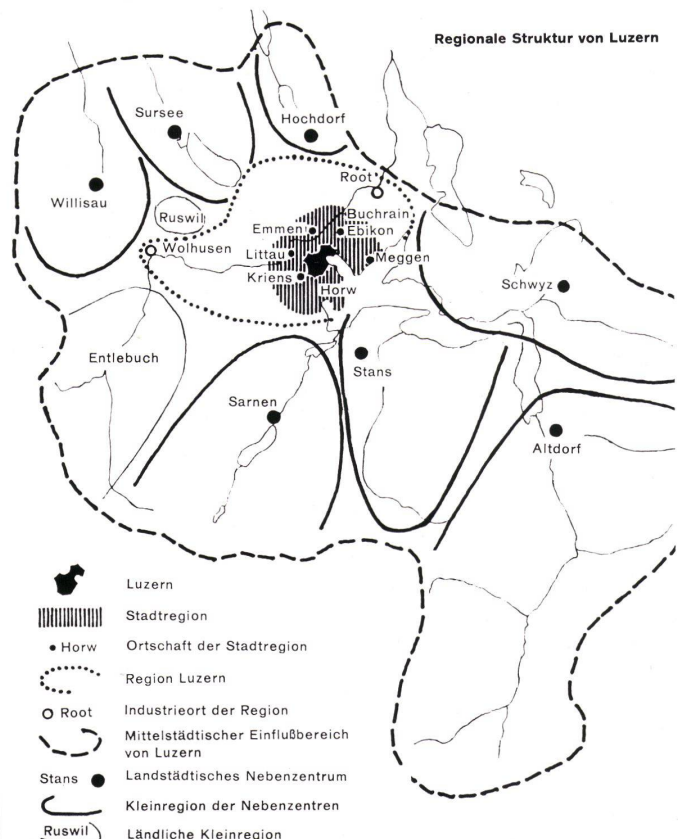 Regionale Struktur von Luzern
Hochdorf
Sursee
Root
Willisau
Ruswil
Buchrain
Emmen
Ebikon
Wolhusen
Littau
Meggen
Kriens
Horw
Schwyz
Entlebuch
Stans
Sarnen
Altdorf
Luzern
Stadtregion
Horw Ortschaft der Stadtregion
Region Luzern
Root Industrieort der Region
Mittelstädtischer Einflußbereich
von Luzern
Stans Landstädtisches Nebenzentrum
Kleinregion der Nebenzentren
Ruswil Ländliche Kleinregion